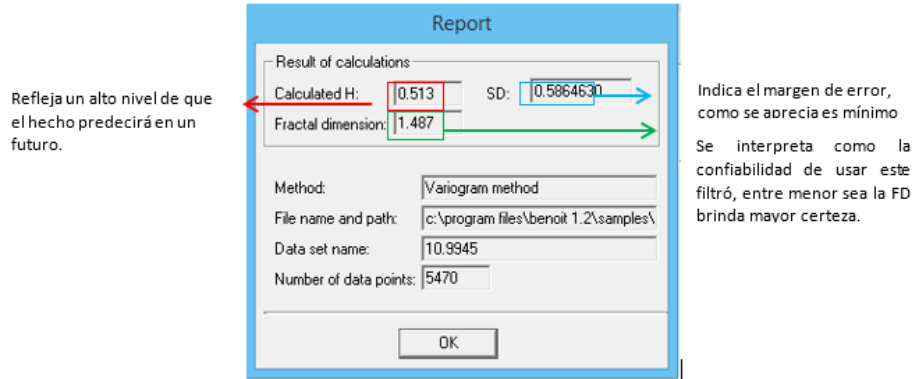 Report
Result of calculations
Calculated H: 0.513 SD: 0.5864630
Fractal dimension: 1.487
Method: Variogram method
File name and path: c:\program files\benoit 1.2\samples\
Data set name: 10.9945
Number of data points: 5470
OK
Refleja un alto nivel de que
el hecho predecirá en un
futuro.
Indica el margen de error,
como se aprecia es mínimo
Se interpreta como la
confiabilidad de usar este
filtró, entre menor sea la FD
brinda mayor certeza.